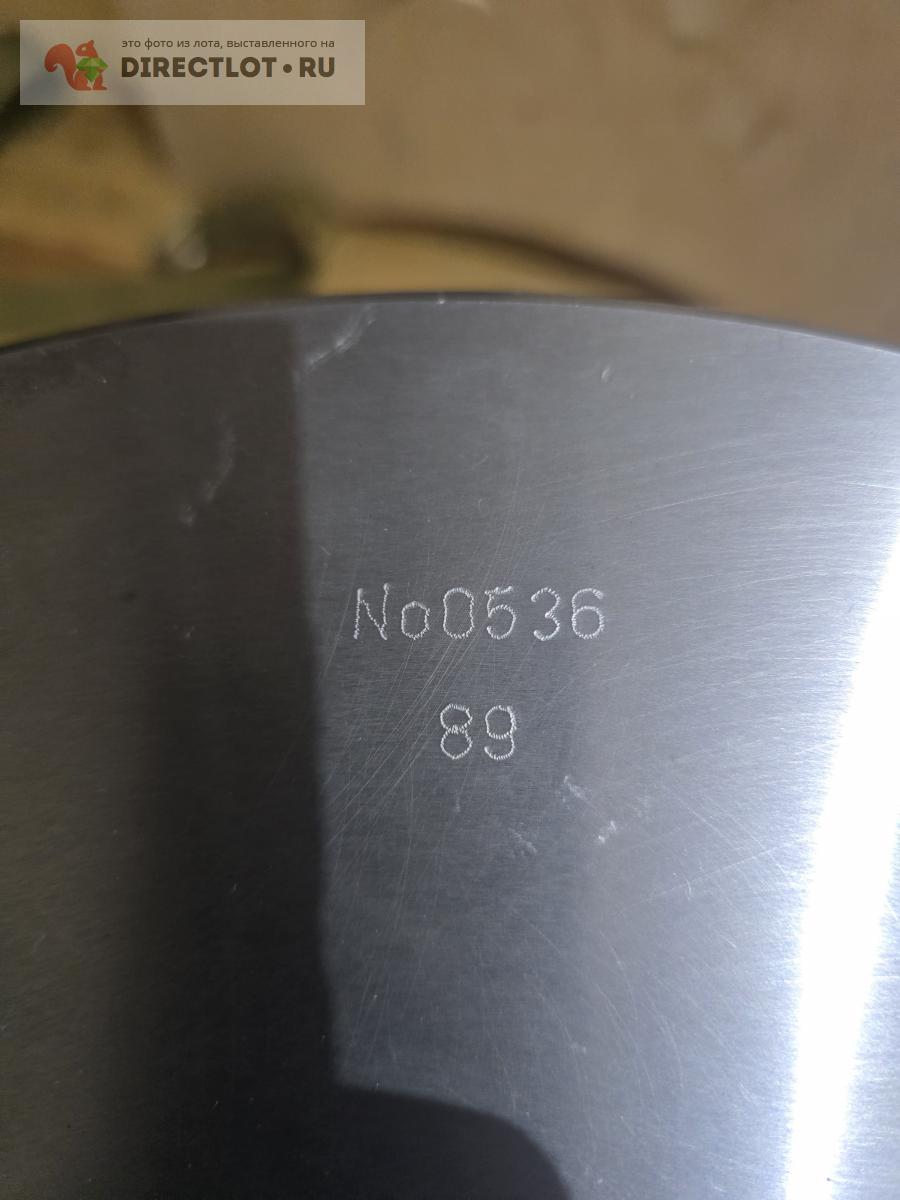 это фото из лота, выставленного на
DIRECTLOT•RU
No0536
89